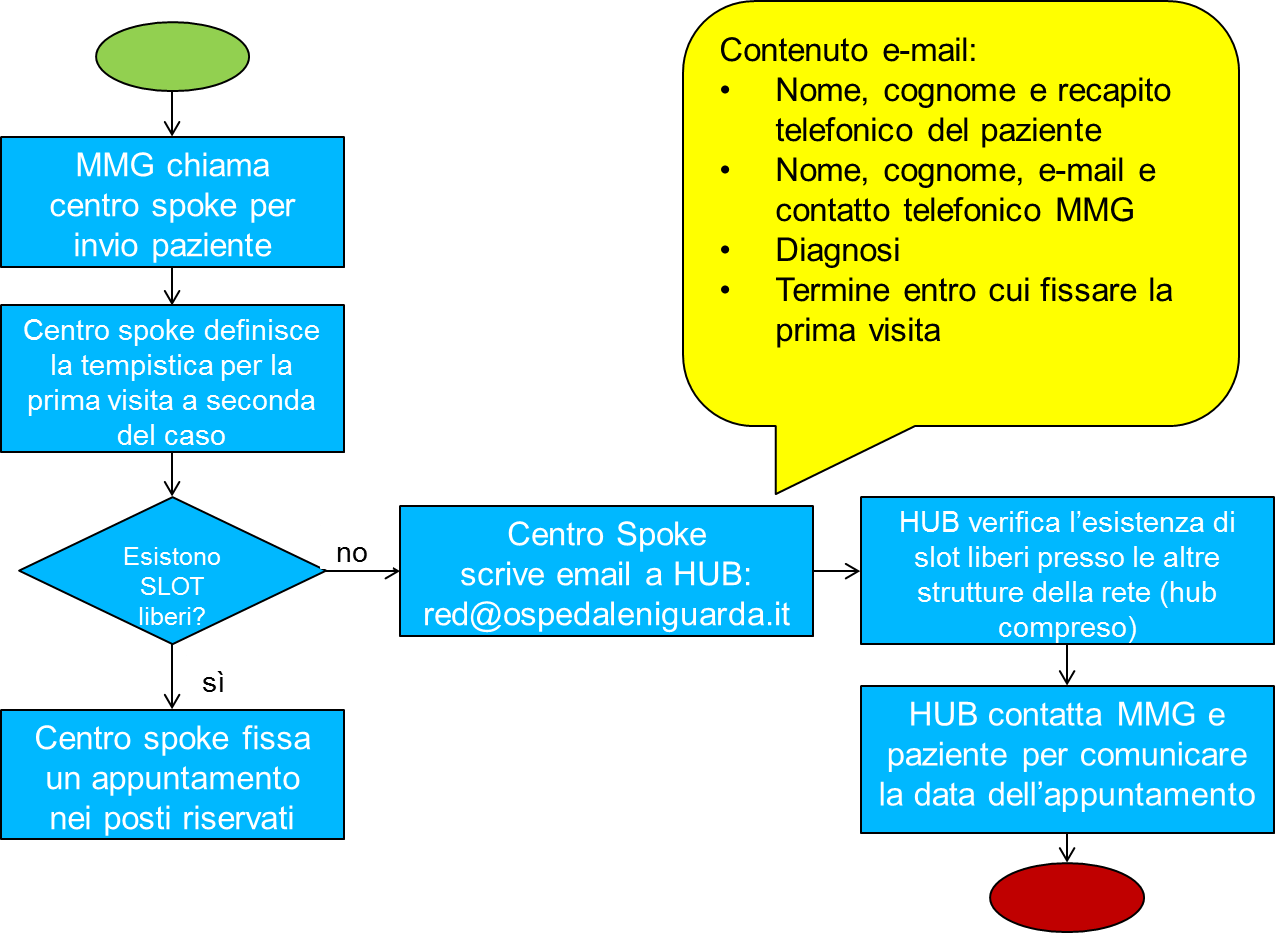 MMG chiama
centro spoke per
invio paziente
Centro spoke definisce
la tempistica per la
prima visita a seconda
del caso
Esistono
SLOT
liberi?
no
sì
Centro spoke fissa
un appuntamento
nei posti riservati
Centro Spoke
scrive email a HUB:
red@ospedaleniguarda.it
Contenuto e-mail:
• Nome, cognome e recapito
telefonico del paziente
• Nome, cognome, e-mail e
contatto telefonico MMG
• Diagnosi
• Termine entro cui fissare la
prima visita
HUB verifica l’esistenza di
slot liberi presso le altre
strutture della rete (hub
compreso)
HUB contatta MMG e
paziente per comunicare
la data dell’appuntamento